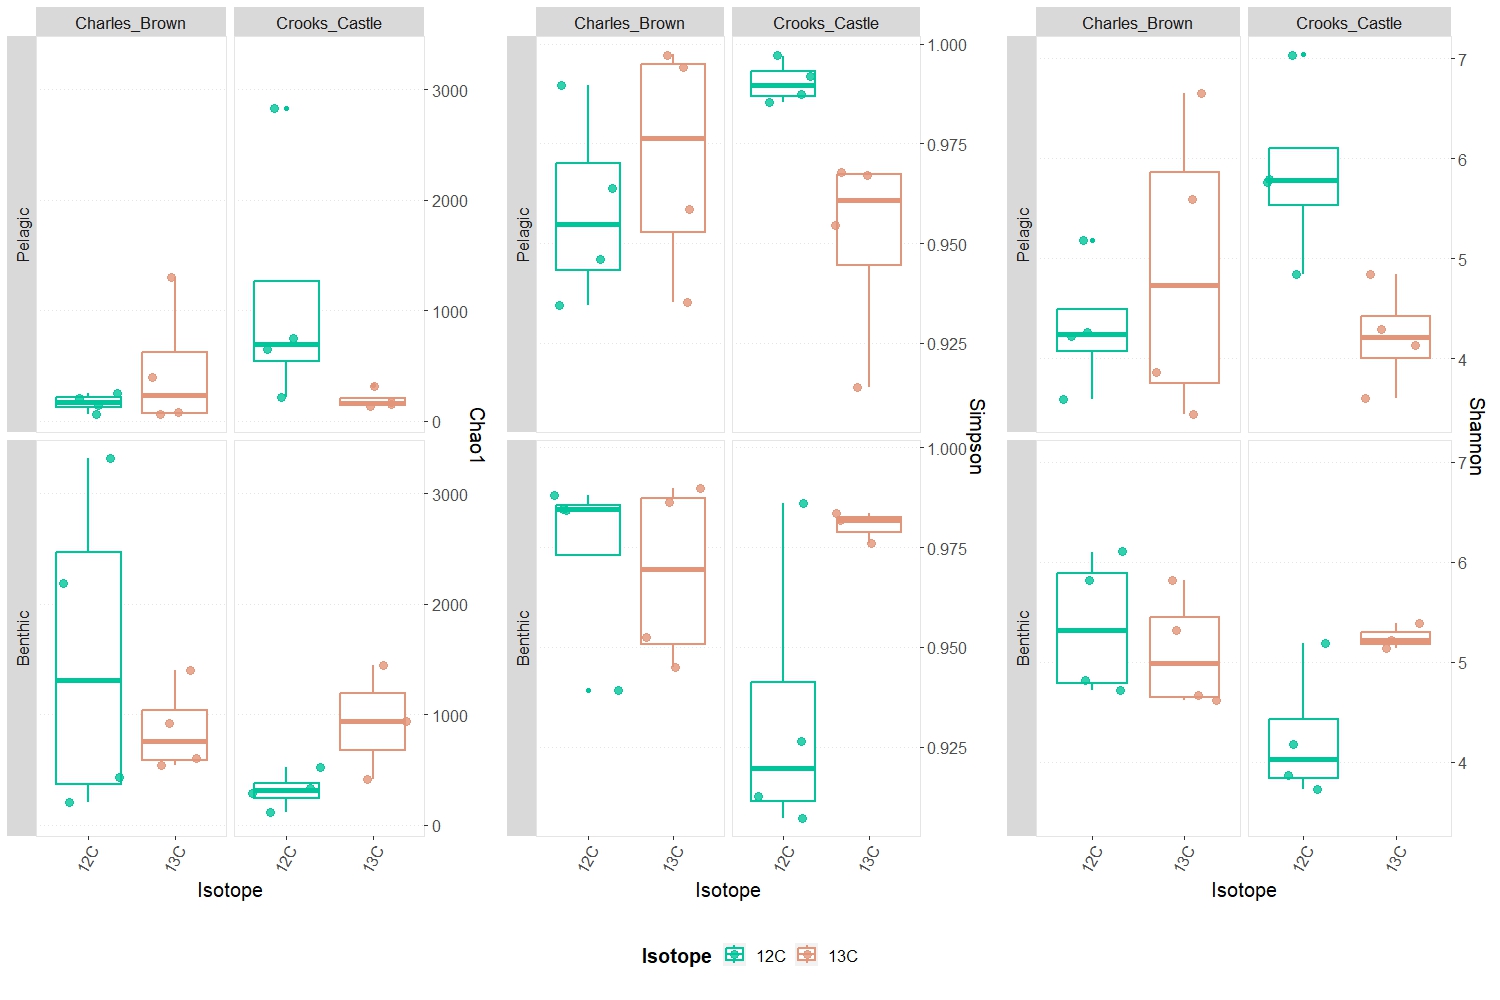 Charles_Brown Crooks_Castle Charles_Brown Crooks_Castle Charles_Brown Crooks_Castle
Pelagic
3000
2000
1000
0
Pelagic
1.000
0.975
0.950
0.925
Pelagic
7
6
5
4
Chao1
Simpson
Shannon
Benthic
3000
2000
1000
0
Benthic
1.000
0.975
0.950
0.925
Benthic
7
6
5
4
12C 13C 12C 13C 12C 13C 12C 13C 12C 13C 12C 13C
Isotope Isotope Isotope
Isotope 12C 13C